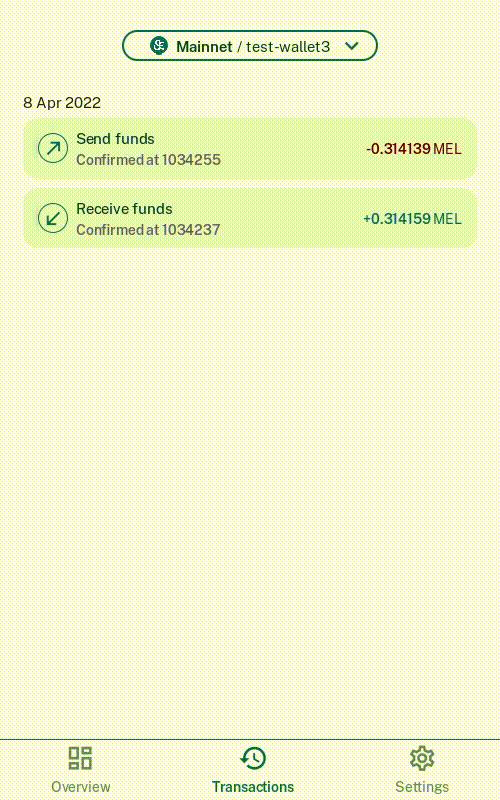 Mainnet / test-wallet3
8 Apr 2022
Send funds
Confirmed at 1034255
-0.314139 MEL
Receive funds
Confirmed at 1034237
+0.314159 MEL
Overview
Transactions
Settings